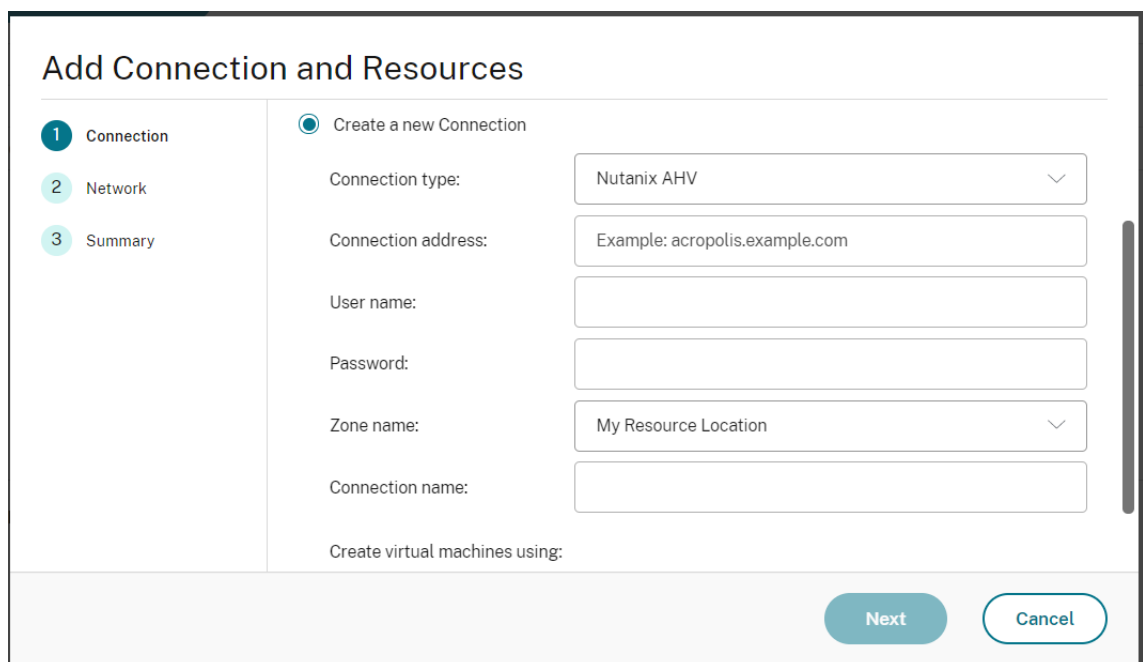 Add Connection and Resources
1 Connection
2 Network
3 Summary
Create a new Connection
Connection type: Nutanix AHV
Connection address: Example: acropolis.example.com
User name:
Password:
Zone name: My Resource Location
Connection name:
Create virtual machines using:
Next Cancel